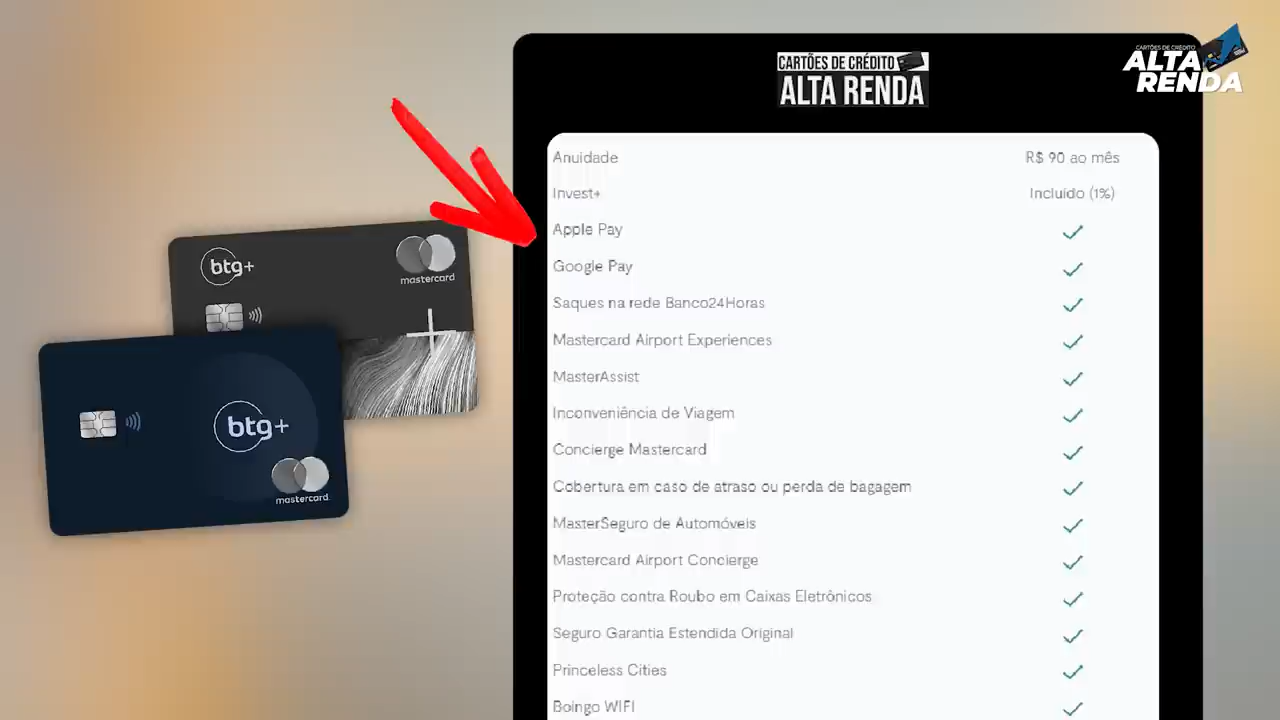 CARTÕES DE CRÉDITO
ALTA RENDA
CARTÕES DE CRÉDITO
ALTA
RENDA
btg+
mastercard
btg+
mastercard.
Anuidade R$ 90 ao mês
Invest+ Incluído (1%)
Apple Pay
Google Pay
Saques na rede Banco24Horas
Mastercard Airport Experiences
MasterAssist
Inconveniência de Viagem
Concierge Mastercard
Cobertura em caso de atraso ou perda de bagagem
MasterSeguro de Automóveis
Mastercard Airport Concierge
Proteção contra Roubo em Caixas Eletrônicos
Seguro Garantia Estendida Original
Princeless Cities
Boingo WIFI